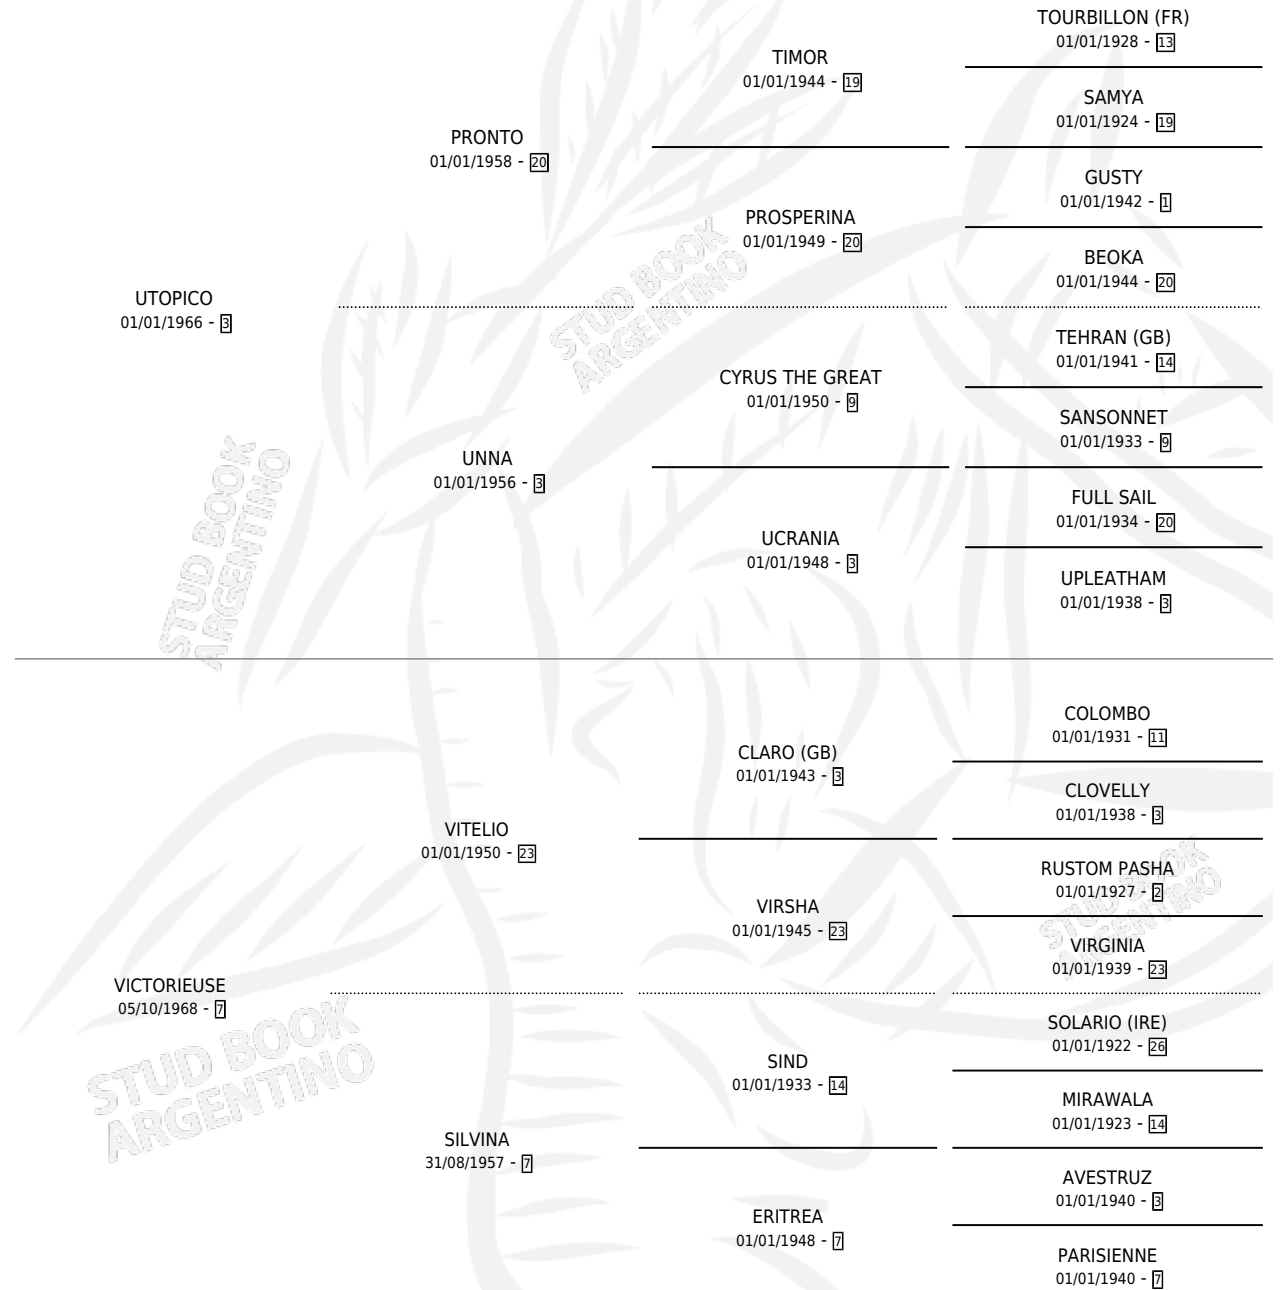 TOURBILLON (FR)
01/01/1928 - 13
TIMOR
01/01/1944 - 19
SAMYA
01/01/1924 - 19
PRONTO
01/01/1958 - 20
GUSTY
01/01/1942 - 1
PROSPERINA
01/01/1949 - 20
BEOKA
01/01/1944 - 20
UTOPICO
01/01/1966 - 3
TEHRAN (GB)
01/01/1941 - 14
CYRUS THE GREAT
01/01/1950 - 9
SANSONNET
01/01/1933 - 9
UNNA
01/01/1956 - 3
FULL SAIL
01/01/1934 - 20
UCRANIA
01/01/1948 - 3
UPLEATHAM
01/01/1938 - 3
COLOMBO
01/01/1931 - 11
CLARO (GB)
01/01/1943 - 3
CLOVELLY
01/01/1938 - 3
VITELIO
01/01/1950 - 23
RUSTOM PASHA
01/01/1927 - 2
VIRSHA
01/01/1945 - 23
VIRGINIA
01/01/1939 - 23
VICTORIEUSE
05/10/1968 - 7
SOLARIO (IRE)
01/01/1922 - 26
SIND
01/01/1933 - 14
MIRAWALA
01/01/1923 - 14
SILVINA
31/08/1957 - 7
AVESTRUZ
01/01/1940 - 3
ERITREA
01/01/1948 - 7
PARISIENNE
01/01/1940 - 7
STUD BOOK
ARGENTINO
STUD BOOK
ARGENTINO
STUD BOOK
ARGENTINO
STUD BOOK
ARGENTINO